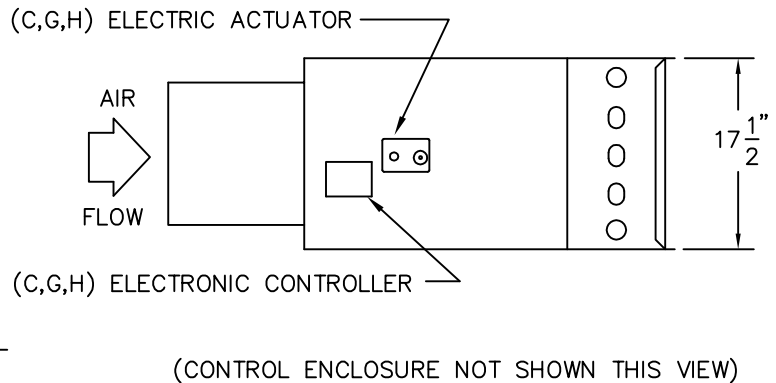 (C,G,H) ELECTRIC ACTUATOR
AIR
FLOW
17 1/2"
(C,G,H) ELECTRONIC CONTROLLER
(CONTROL ENCLOSURE NOT SHOWN THIS VIEW)